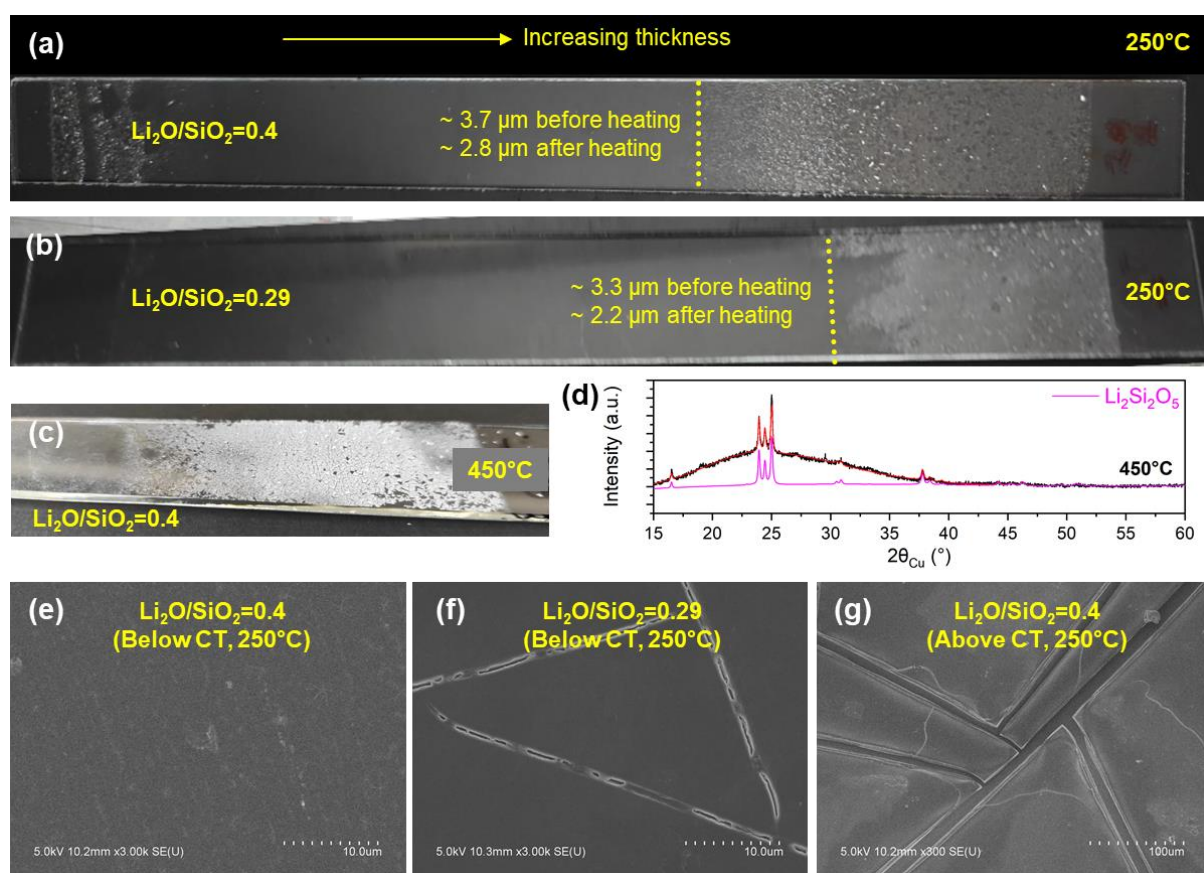 (a)
Increasing thickness
250°C
Li₂O/SiO₂=0.4
~ 3.7 µm before heating
~ 2.8 µm after heating
(b)
Li₂O/SiO₂=0.29
~ 3.3 µm before heating
~ 2.2 µm after heating
250°C
(c)
450°C
Li₂O/SiO₂=0.4
(d)
Intensity (a.u.)
Li₂Si₂O₅
450°C
15 20 25 30 35 40 45 50 55 60
2θCu (°)
(e)
Li₂O/SiO₂=0.4
(Below CT, 250°C)
5.0kV 10.2mm x3.00k SE(U)
10.0um
(f)
Li₂O/SiO₂=0.29
(Below CT, 250°C)
5.0kV 10.3mm x3.00k SE(U)
10.0um
(g)
Li₂O/SiO₂=0.4
(Above CT, 250°C)
5.0kV 10.2mm x300 SE(U)
100um